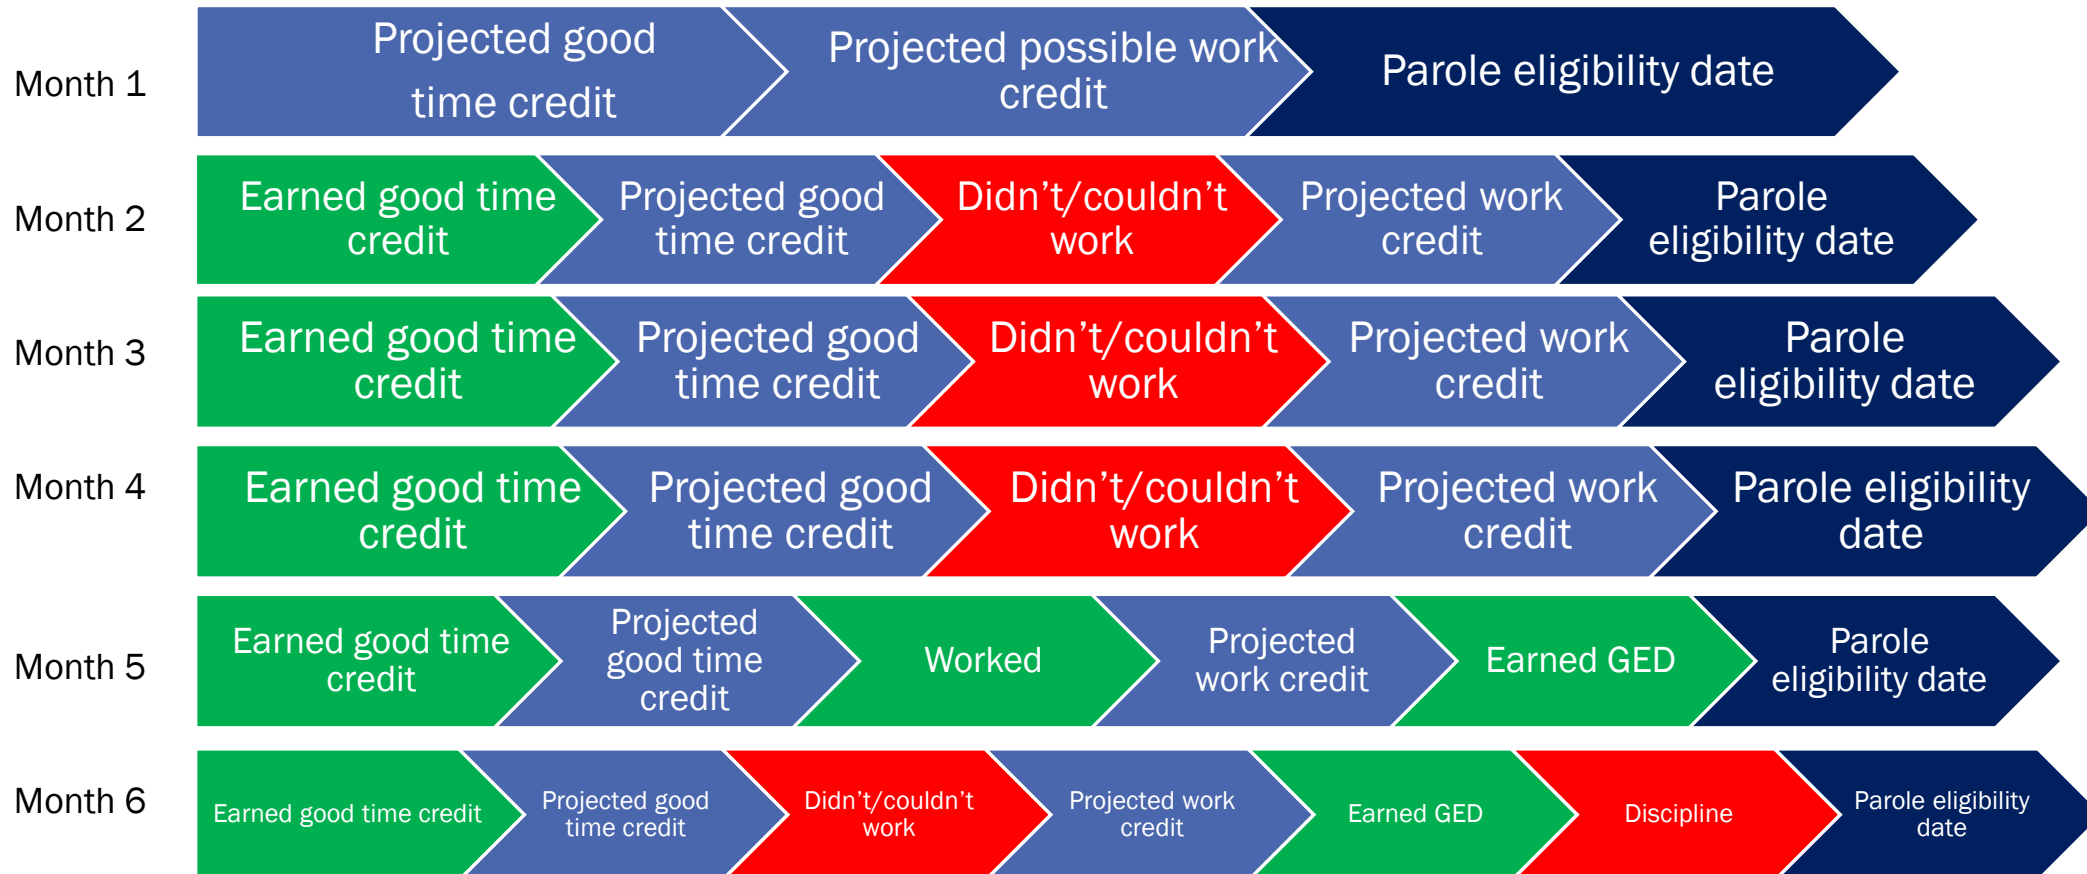 Month 1
Projected good
time credit
Projected possible work
credit
Parole eligibility date
Month 2
Earned good time
credit
Projected good
time credit
Didn’t/couldn’t
work
Projected work
credit
Parole
eligibility date
Month 3
Earned good time
credit
Projected good
time credit
Didn’t/couldn’t
work
Projected work
credit
Parole
eligibility date
Month 4
Earned good time
credit
Projected good
time credit
Didn’t/couldn’t
work
Projected work
credit
Parole eligibility
date
Month 5
Earned good time
credit
Projected
good time
credit
Worked
Projected
work credit
Earned GED
Parole
eligibility date
Month 6
Earned good time credit
Projected good
time credit
Didn’t/couldn’t
work
Projected work
credit
Earned GED
Discipline
Parole eligibility
date